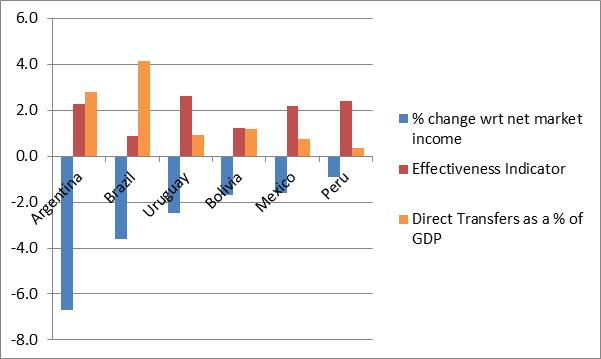 6.0
4.0
2.0
0.0
-2.0
-4.0
-6.0
-8.0
Argentina
Brazil
Uruguay
Bolivia
Mexico
Peru
% change wrt net market
income
Effectiveness Indicator
Direct Transfers as a % of
GDP